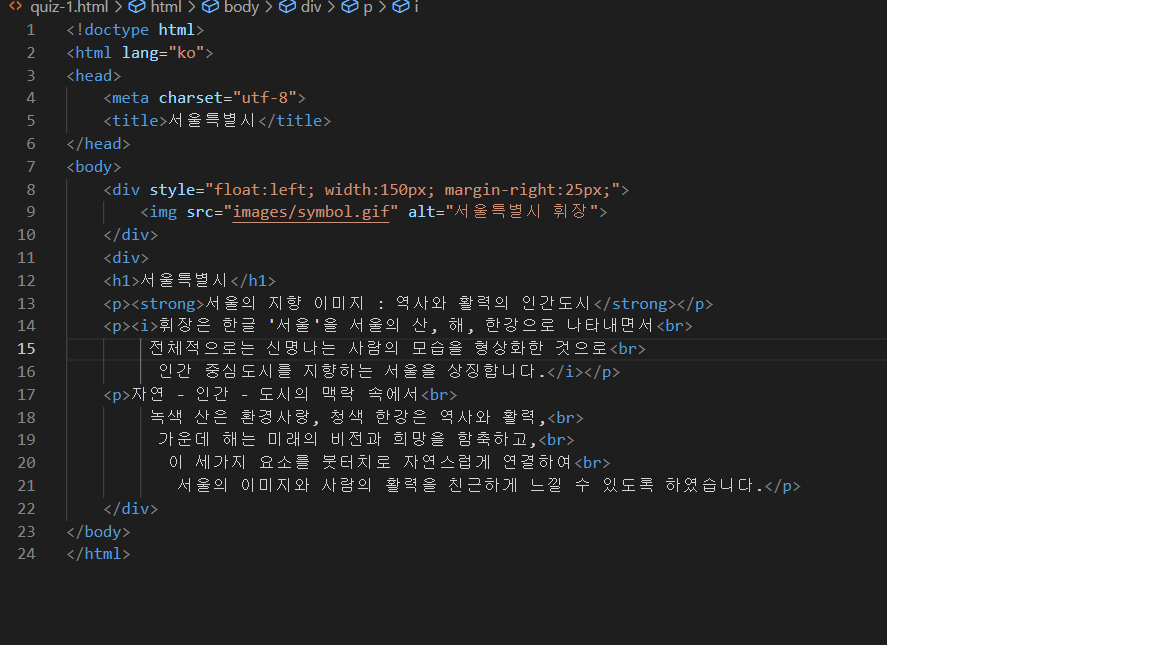 <> quiz-1.html > html > body > div > p > i
1 <!doctype html>
2 <html lang="ko">
3 <head>
4 <meta charset="utf-8">
5 <title>서울특별시</title>
6 </head>
7 <body>
8 <div style="float:left; width:150px; margin-right:25px;">
9 <img src="images/symbol.gif" alt="서울특별시 휘장">
10 </div>
11 <div>
12 <h1>서울특별시</h1>
13 <p><strong>서울의 지향 이미지 : 역사와 활력의 인간도시</strong></p>
14 <p><i>휘장은 한글 '서울'을 서울의 산, 해, 한강으로 나타내면서<br>
15 전체적으로는 신명나는 사람의 모습을 형상화한 것으로<br>
16 인간 중심도시를 지향하는 서울을 상징합니다.</i></p>
17 <p>자연 - 인간 - 도시의 맥락 속에서<br>
18 녹색 산은 환경사랑, 청색 한강은 역사와 활력,<br>
19 가운데 해는 미래의 비전과 희망을 함축하고,<br>
20 이 세가지 요소를 붓터치로 자연스럽게 연결하여<br>
21 서울의 이미지와 사람의 활력을 친근하게 느낄 수 있도록 하였습니다.</p>
22 </div>
23 </body>
24 </html>